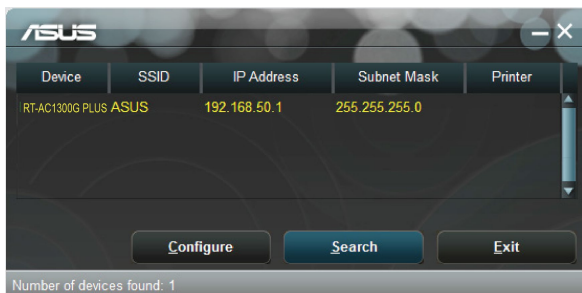 ASUS
Device SSID IP Address Subnet Mask Printer
RT-AC1300G PLUS ASUS 192.168.50.1 255.255.255.0
Configure Search Exit
Number of devices found: 1